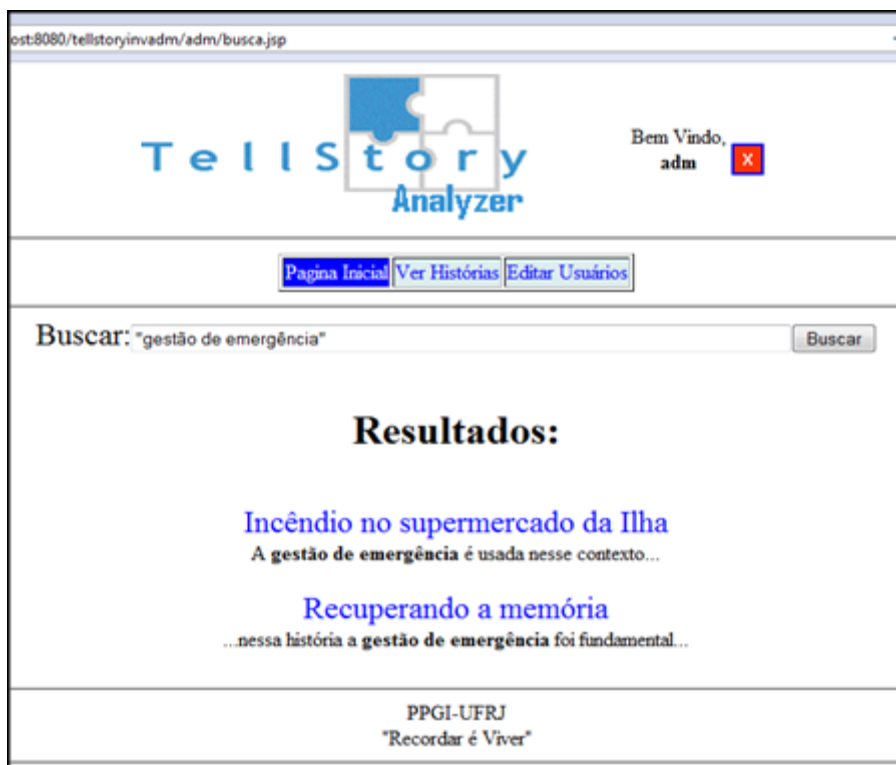 ost:8080/tellstoryinvadm/adm/busca.jsp
TellStory
Analyzer
Bem Vindo,
adm
X
Pagina Inicial Ver Histórias Editar Usuários
Buscar: "gestão de emergência" Buscar
Resultados:
Incêndio no supermercado da Ilha
A gestão de emergência é usada nesse contexto...
Recuperando a memória
...nessa história a gestão de emergência foi fundamental...
PPGI-UFRJ
"Recordar é Viver"